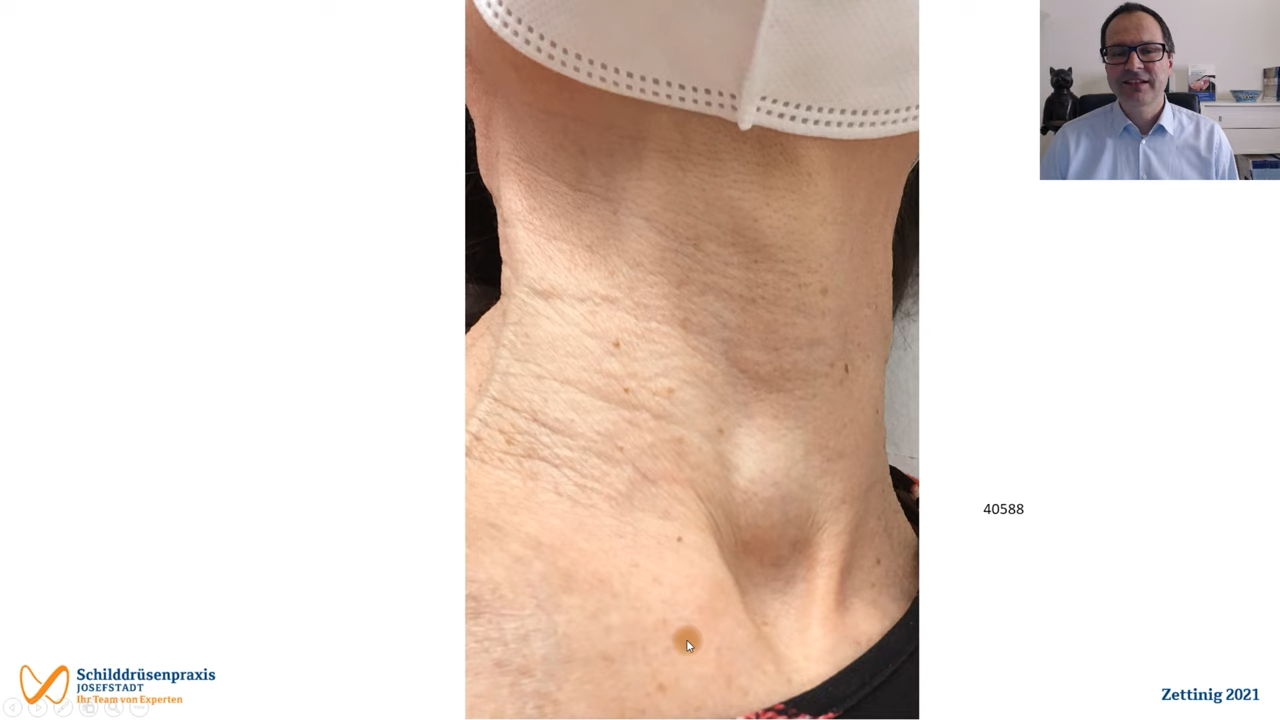 40588
Schilddrüsenpraxis
JOSEFSTADT
Ihr Team von Experten
Zettinig 2021